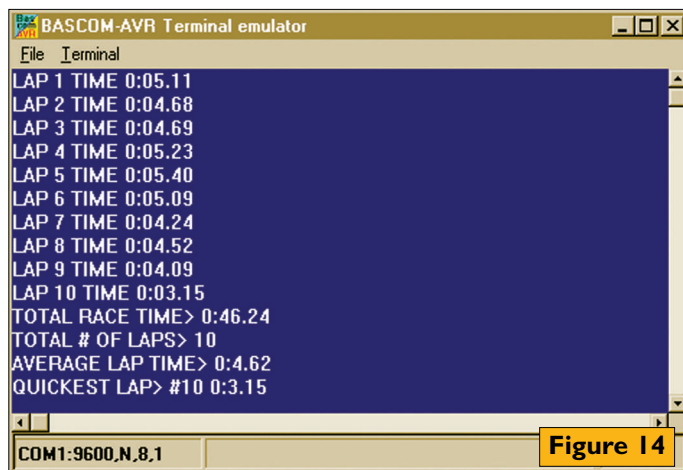 BASCOM-AVR Terminal emulator
File Terminal
LAP 1 TIME 0:05.11
LAP 2 TIME 0:04.68
LAP 3 TIME 0:04.69
LAP 4 TIME 0:05.23
LAP 5 TIME 0:05.40
LAP 6 TIME 0:05.09
LAP 7 TIME 0:04.24
LAP 8 TIME 0:04.52
LAP 9 TIME 0:04.09
LAP 10 TIME 0:03.15
TOTAL RACE TIME> 0:46.24
TOTAL # OF LAPS> 10
AVERAGE LAP TIME> 0:4.62
QUICKEST LAP> #10 0:3.15
COM1:9600,N,8,1
Figure 14